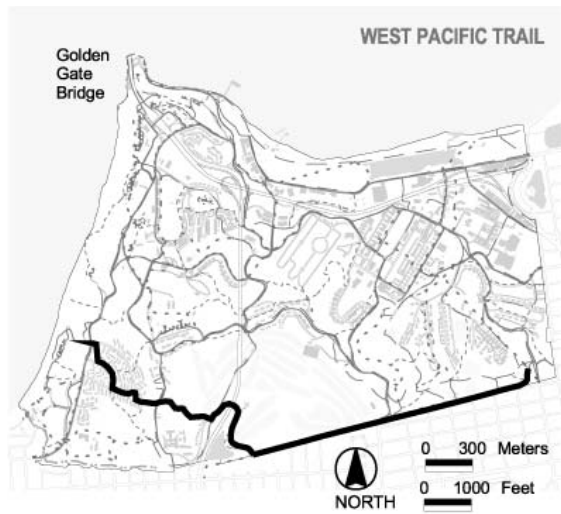 WEST PACIFIC TRAIL
Golden
Gate
Bridge
0 300 Meters
0 1000 Feet
NORTH